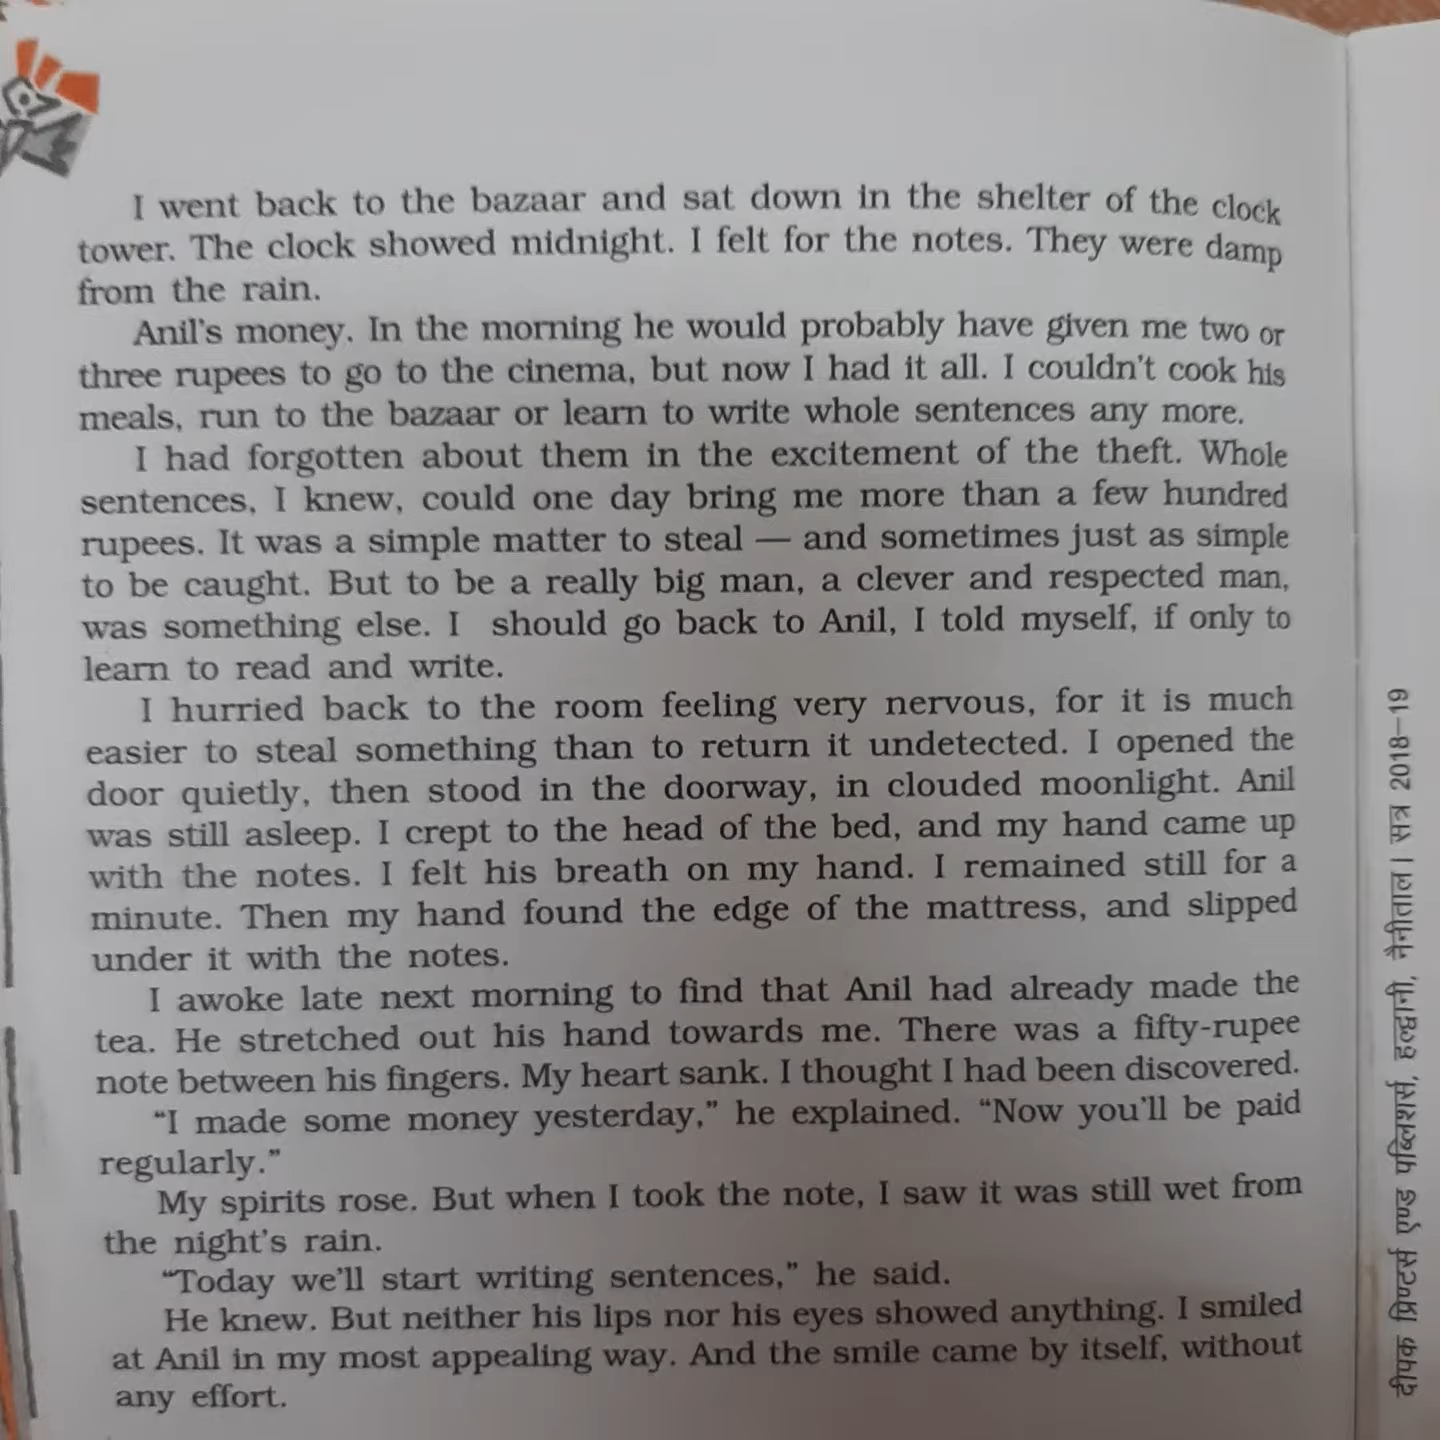 I went back to the bazaar and sat down in the shelter of the clock
tower. The clock showed midnight. I felt for the notes. They were damp
from the rain.
Anil's money. In the morning he would probably have given me two or
three rupees to go to the cinema, but now I had it all. I couldn't cook his
meals, run to the bazaar or learn to write whole sentences any more.
I had forgotten about them in the excitement of the theft. Whole
sentences, I knew, could one day bring me more than a few hundred
rupees. It was a simple matter to steal — and sometimes just as simple
to be caught. But to be a really big man, a clever and respected man,
was something else. I should go back to Anil, I told myself, if only to
learn to read and write.
I hurried back to the room feeling very nervous, for it is much
easier to steal something than to return it undetected. I opened the
door quietly, then stood in the doorway, in clouded moonlight. Anil
was still asleep. I crept to the head of the bed, and my hand came up
with the notes. I felt his breath on my hand. I remained still for a
minute. Then my hand found the edge of the mattress, and slipped
under it with the notes.
I awoke late next morning to find that Anil had already made the
tea. He stretched out his hand towards me. There was a fifty-rupee
note between his fingers. My heart sank. I thought I had been discovered.
“I made some money yesterday,” he explained. “Now you'll be paid
regularly.”
My spirits rose. But when I took the note, I saw it was still wet from
the night's rain.
“Today we'll start writing sentences,” he said.
He knew. But neither his lips nor his eyes showed anything. I smiled
at Anil in my most appealing way. And the smile came by itself, without
any effort.
दीपक प्रिण्टर्स एण्ड पब्लिशर्स, हल्द्वानी, नैनीताल। सत्र 2018–19